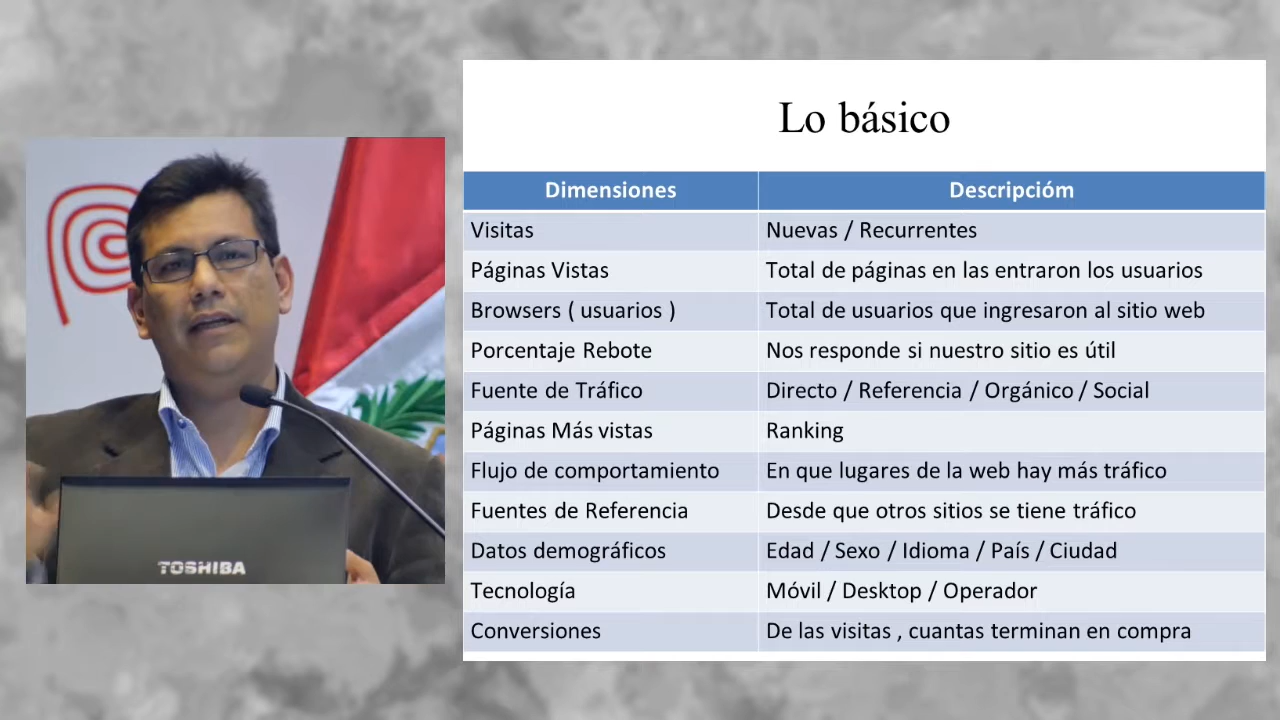 Lo básico
Dimensiones Descripcióm
Visitas Nuevas / Recurrentes
Páginas Vistas Total de páginas en las entraron los usuarios
Browsers ( usuarios ) Total de usuarios que ingresaron al sitio web
Porcentaje Rebote Nos responde si nuestro sitio es útil
Fuente de Tráfico Directo / Referencia / Orgánico / Social
Páginas Más vistas Ranking
Flujo de comportamiento En que lugares de la web hay más tráfico
Fuentes de Referencia Desde que otros sitios se tiene tráfico
Datos demográficos Edad / Sexo / Idioma / País / Ciudad
Tecnología Móvil / Desktop / Operador
Conversiones De las visitas , cuantas terminan en compra
TOSHIBA